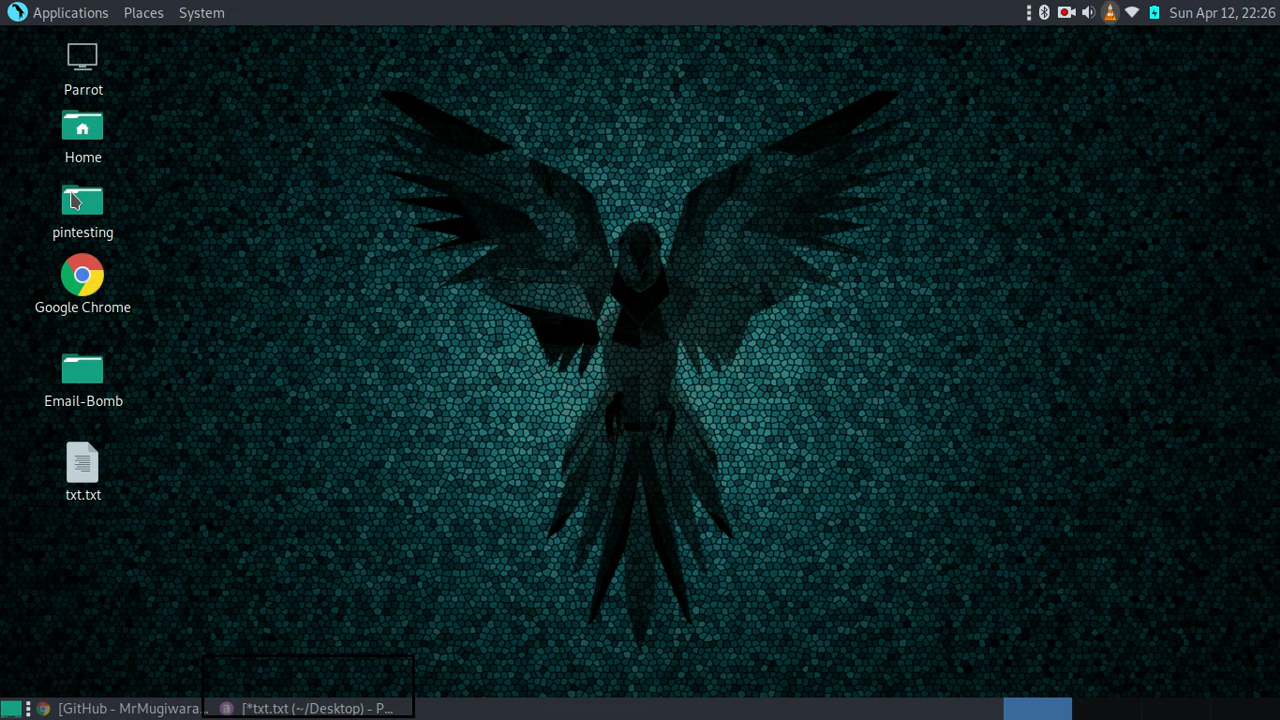 Applications Places System Sun Apr 12, 22:26
Parrot
Home
pintesting
Google Chrome
Email-Bomb
txt.txt
[GitHub - MrMugiwara... [*txt.txt (~/Desktop) - P...